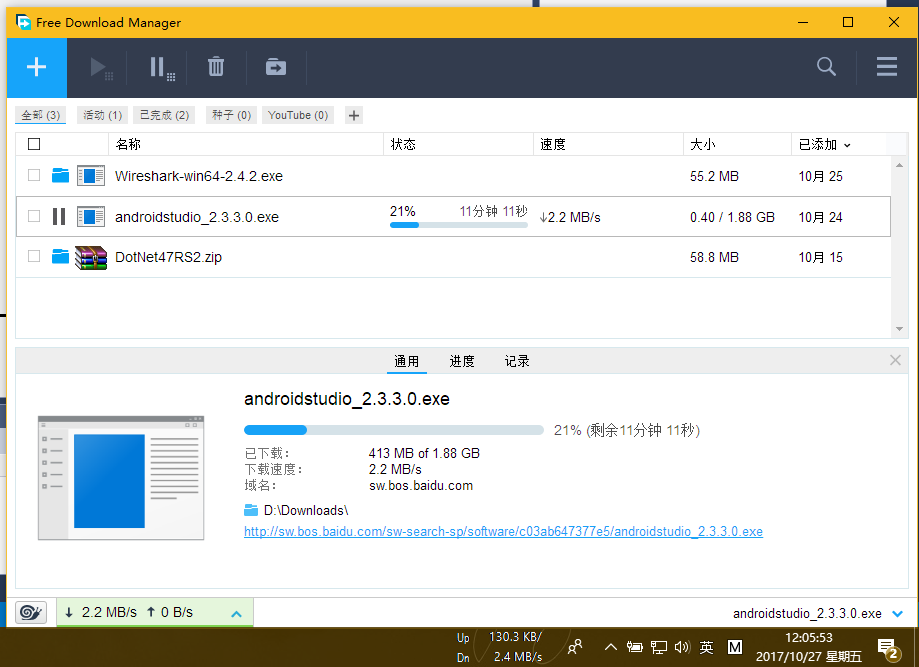 Free Download Manager
全部 (3) 活动 (1) 已完成 (2) 种子 (0) YouTube (0) +
名称 状态 速度 大小 已添加
Wireshark-win64-2.4.2.exe 55.2 MB 10月 25
androidstudio_2.3.3.0.exe 21% 11分钟 11秒 ↓2.2 MB/s 0.40 / 1.88 GB 10月 24
DotNet47RS2.zip 58.8 MB 10月 15
通用 进度 记录
androidstudio_2.3.3.0.exe
21% (剩余11分钟 11秒)
已下载: 413 MB of 1.88 GB
下载速度: 2.2 MB/s
域名: sw.bos.baidu.com
D:\Downloads\
http://sw.bos.baidu.com/sw-search-sp/software/c03ab647377e5/androidstudio_2.3.3.0.exe
↓ 2.2 MB/s ↑ 0 B/s androidstudio_2.3.3.0.exe
Up 130.3 KB/ 12:05:53
英 M 2
Dn 2.4 MB/s 2017/10/27 星期五